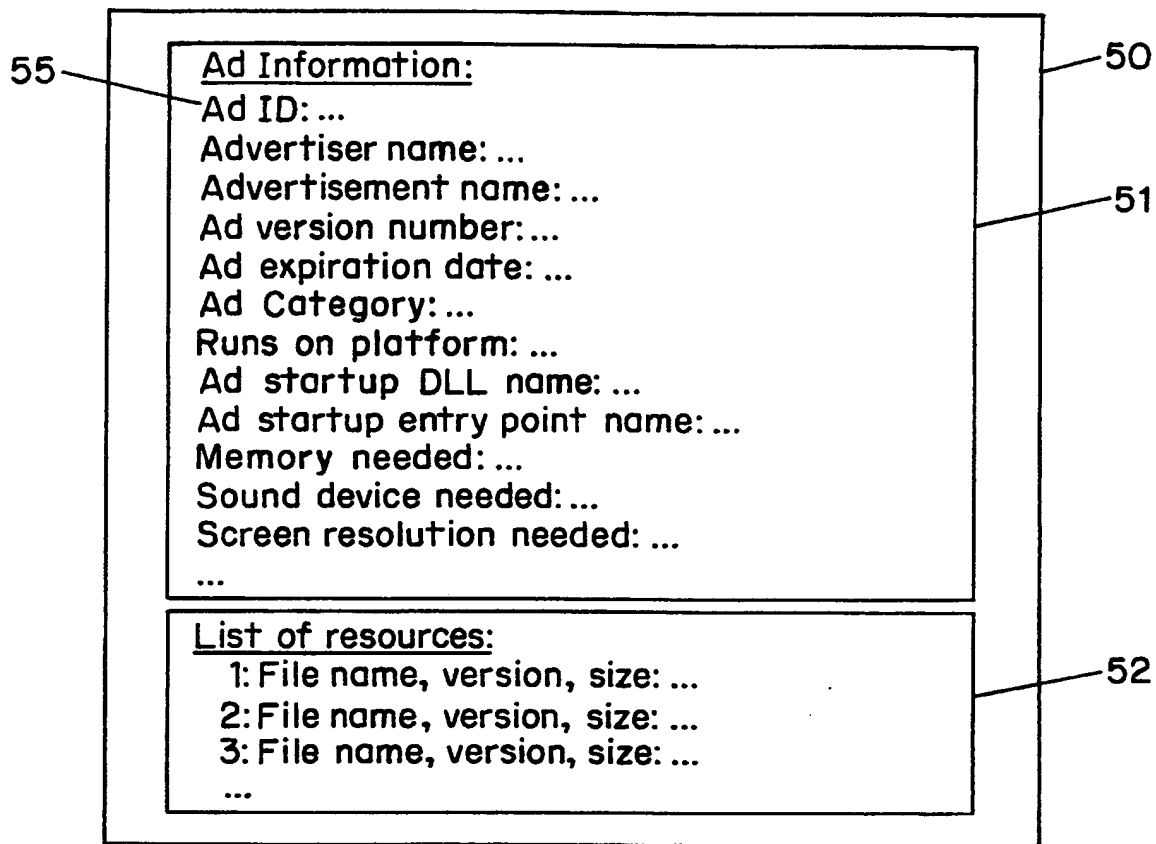 50
55
Ad Information:
Ad ID: ...
Advertiser name: ...
Advertisement name: ...
51
Ad version number: ...
Ad expiration date: ...
Ad Category: ...
Runs on platform: ...
Ad startup DLL name: ...
Ad startup entry point name: ...
Memory needed: ...
Sound device needed: ...
Screen resolution needed: ...
...
List of resources:
1: File name, version, size: ...
52
2: File name, version, size: ...
3: File name, version, size: ...
...